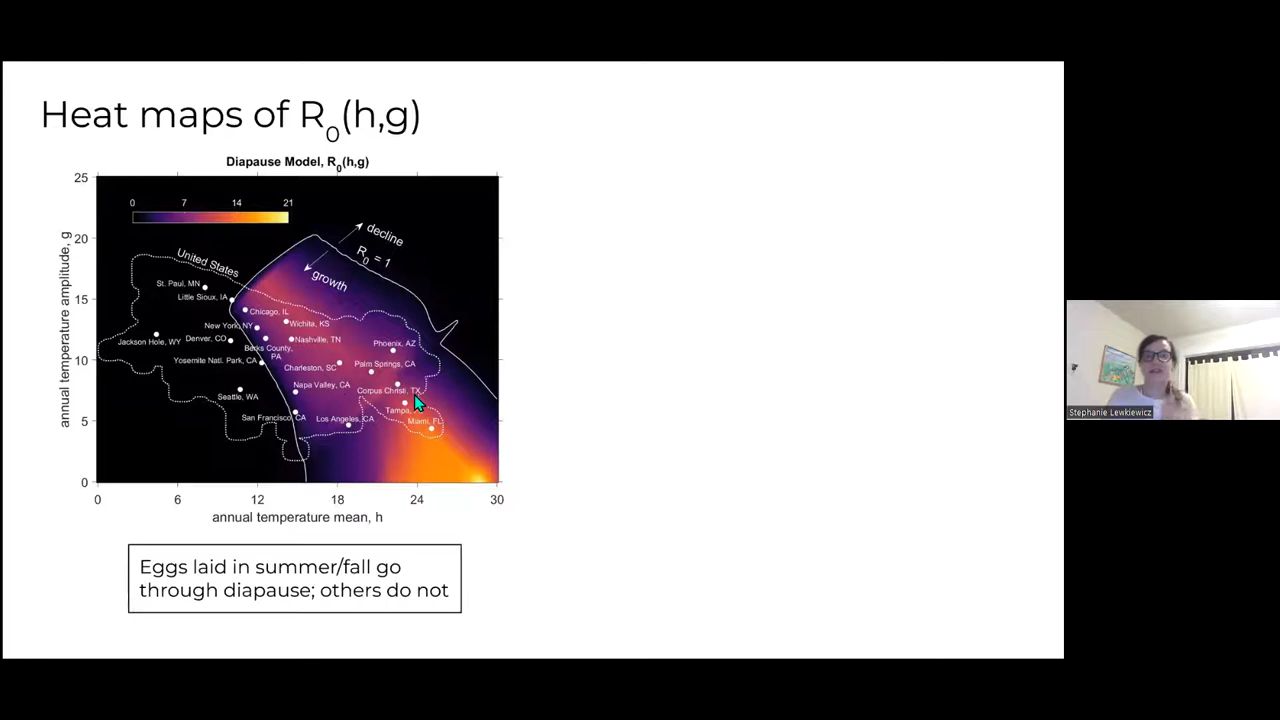 Heat maps of R0(h,g)
Diapause Model, R0(h,g)
25
20
15
10
5
0
annual temperature amplitude, g
0 7 14 21
decline
R0 = 1
growth
United States
St. Paul, MN
Little Sioux, IA
Chicago, IL
New York, NY
Wichita, KS
Jackson Hole, WY
Denver, CO
Nashville, TN
Berks County,
PA
Phoenix, AZ
Yosemite Natl. Park, CA
Charleston, SC
Palm Springs, CA
Napa Valley, CA
Corpus Christi, TX
Seattle, WA
Tampa,
San Francisco, CA
Los Angeles, CA
Miami, FL
0 6 12 18 24 30
annual temperature mean, h
Eggs laid in summer/fall go
through diapause; others do not
Stephanie Lewkiewicz